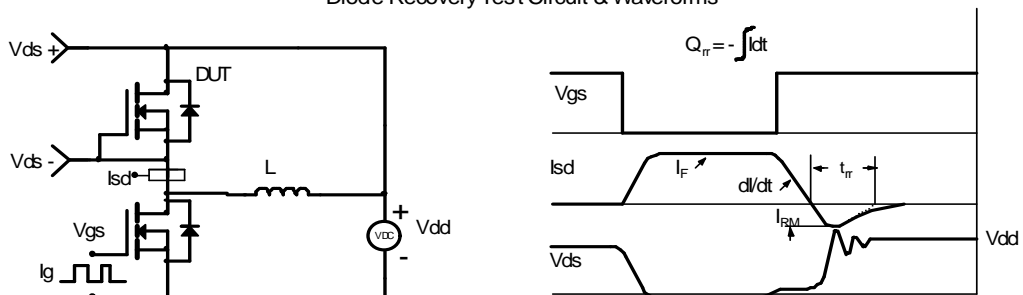 Diode Recovery Test Circuit & Waveforms
Vds +
DUT
Vds -
Isd
L
Vgs
Ig
VDC
+
-
Vdd
Qrr = - ∫Idt
Vgs
Isd
IF
dI/dt
trr
IRM
Vds
Vdd